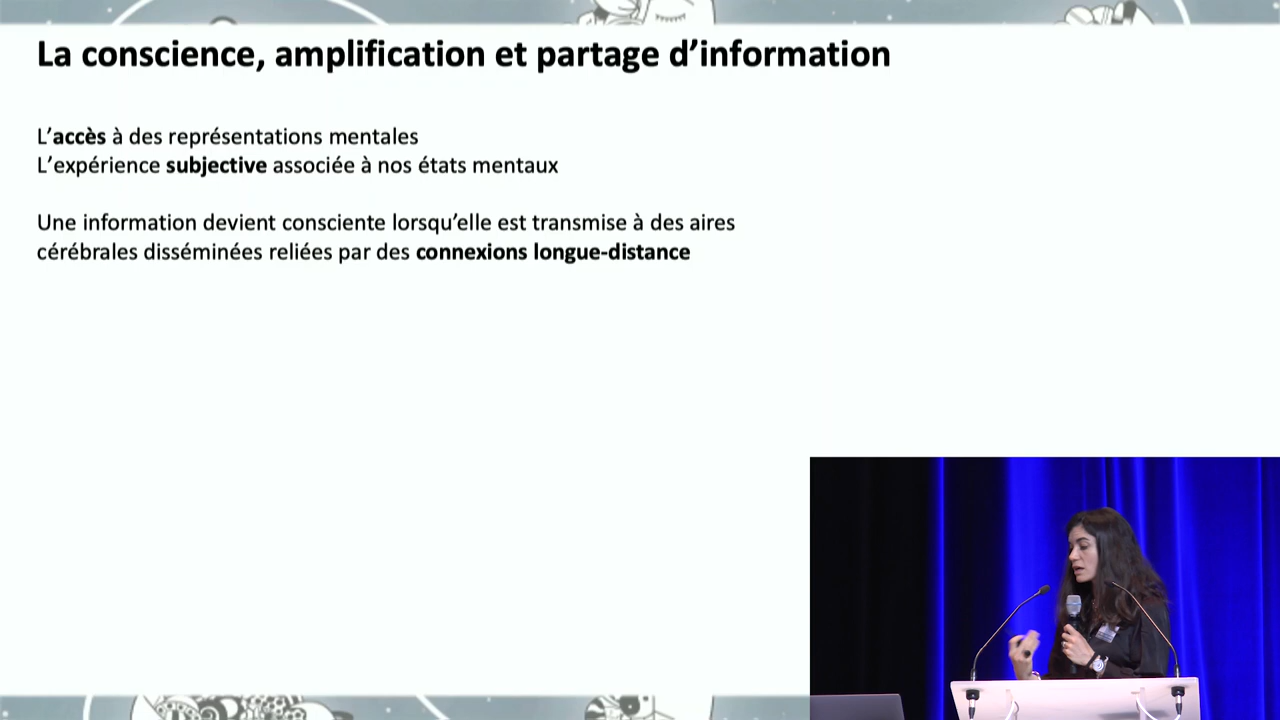 La conscience, amplification et partage d’information
L’accès à des représentations mentales
L’expérience subjective associée à nos états mentaux
Une information devient consciente lorsqu’elle est transmise à des aires
cérébrales disséminées reliées par des connexions longue-distance